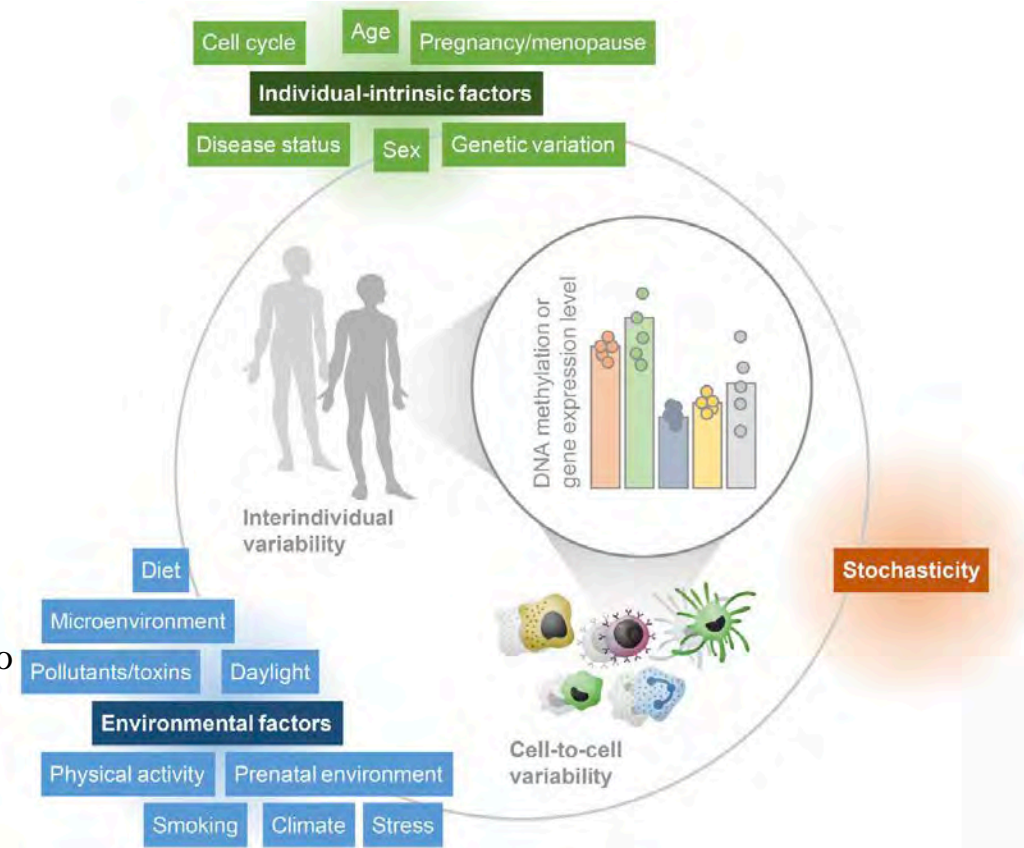 Cell cycle
Age
Pregnancy/menopause
Individual-intrinsic factors
Disease status
Sex
Genetic variation
DNA methylation or
gene expression level
Interindividual
variability
Stochasticity
Diet
Microenvironment
o
Pollutants/toxins
Daylight
Environmental factors
Physical activity
Prenatal environment
Smoking
Climate
Stress
Cell-to-cell
variability